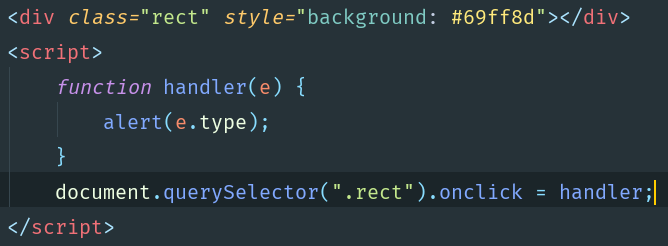 <div class="rect" style="background: #69ff8d"></div>
<script>
    function handler(e) {
        alert(e.type);
    }
    document.querySelector(".rect").onclick = handler;
</script>